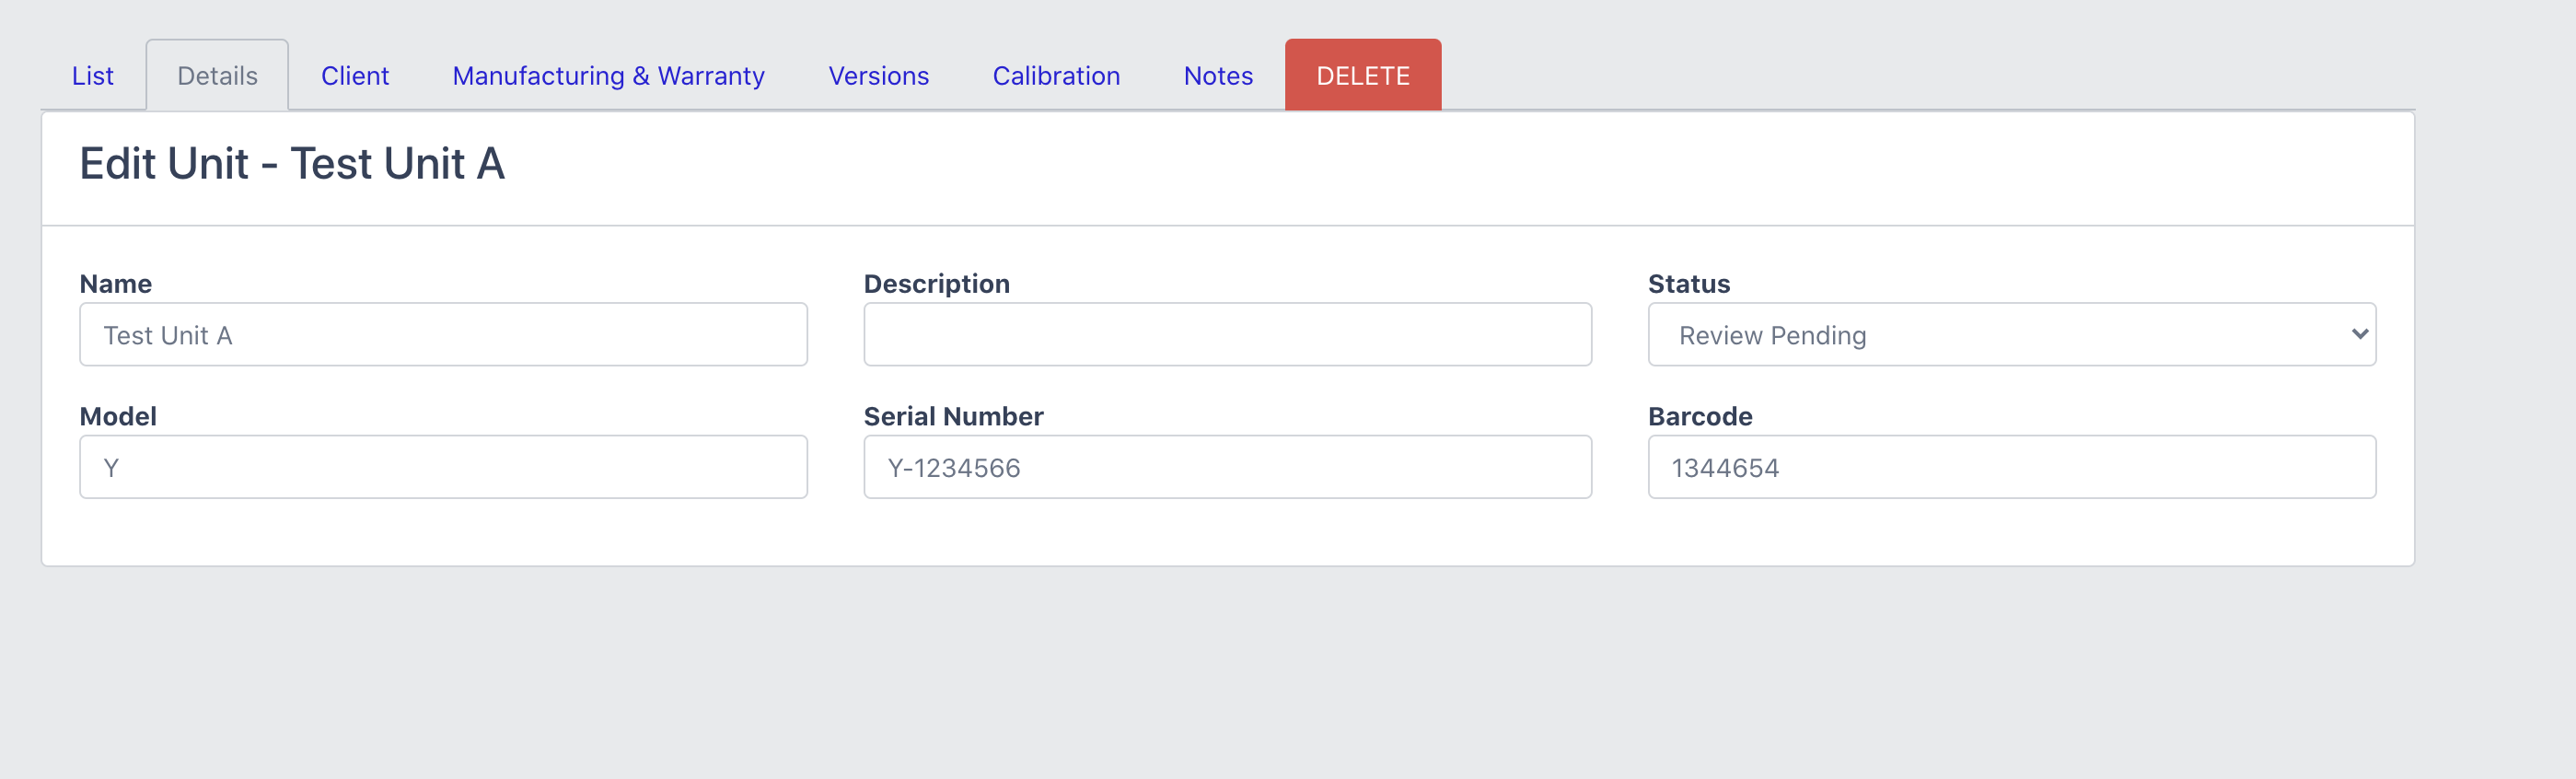 List Details Client Manufacturing & Warranty Versions Calibration Notes DELETE
Edit Unit - Test Unit A
Name Description Status
Test Unit A Review Pending
Model Serial Number Barcode
Y Y-1234566 1344654